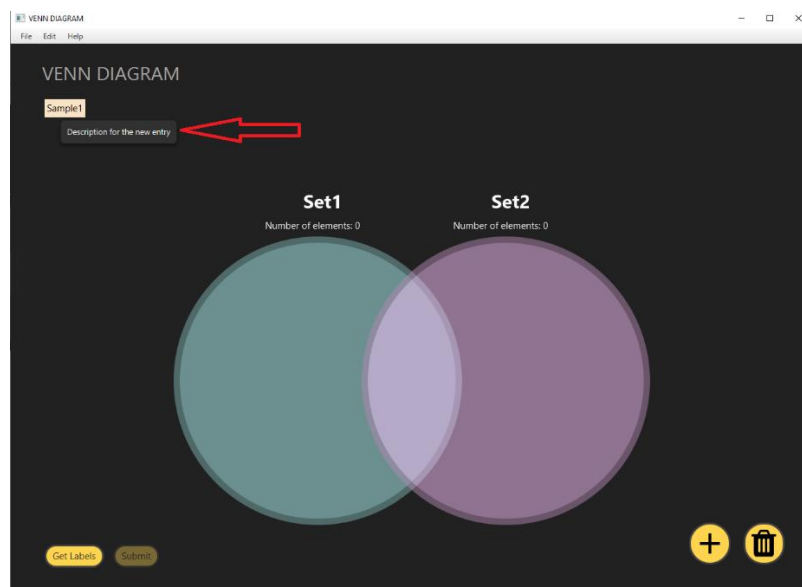 VENN DIAGRAM
File Edit Help
VENN DIAGRAM
Sample1
Description for the new entry
Set1 Set2
Number of elements: 0 Number of elements: 0
Get Labels Submit